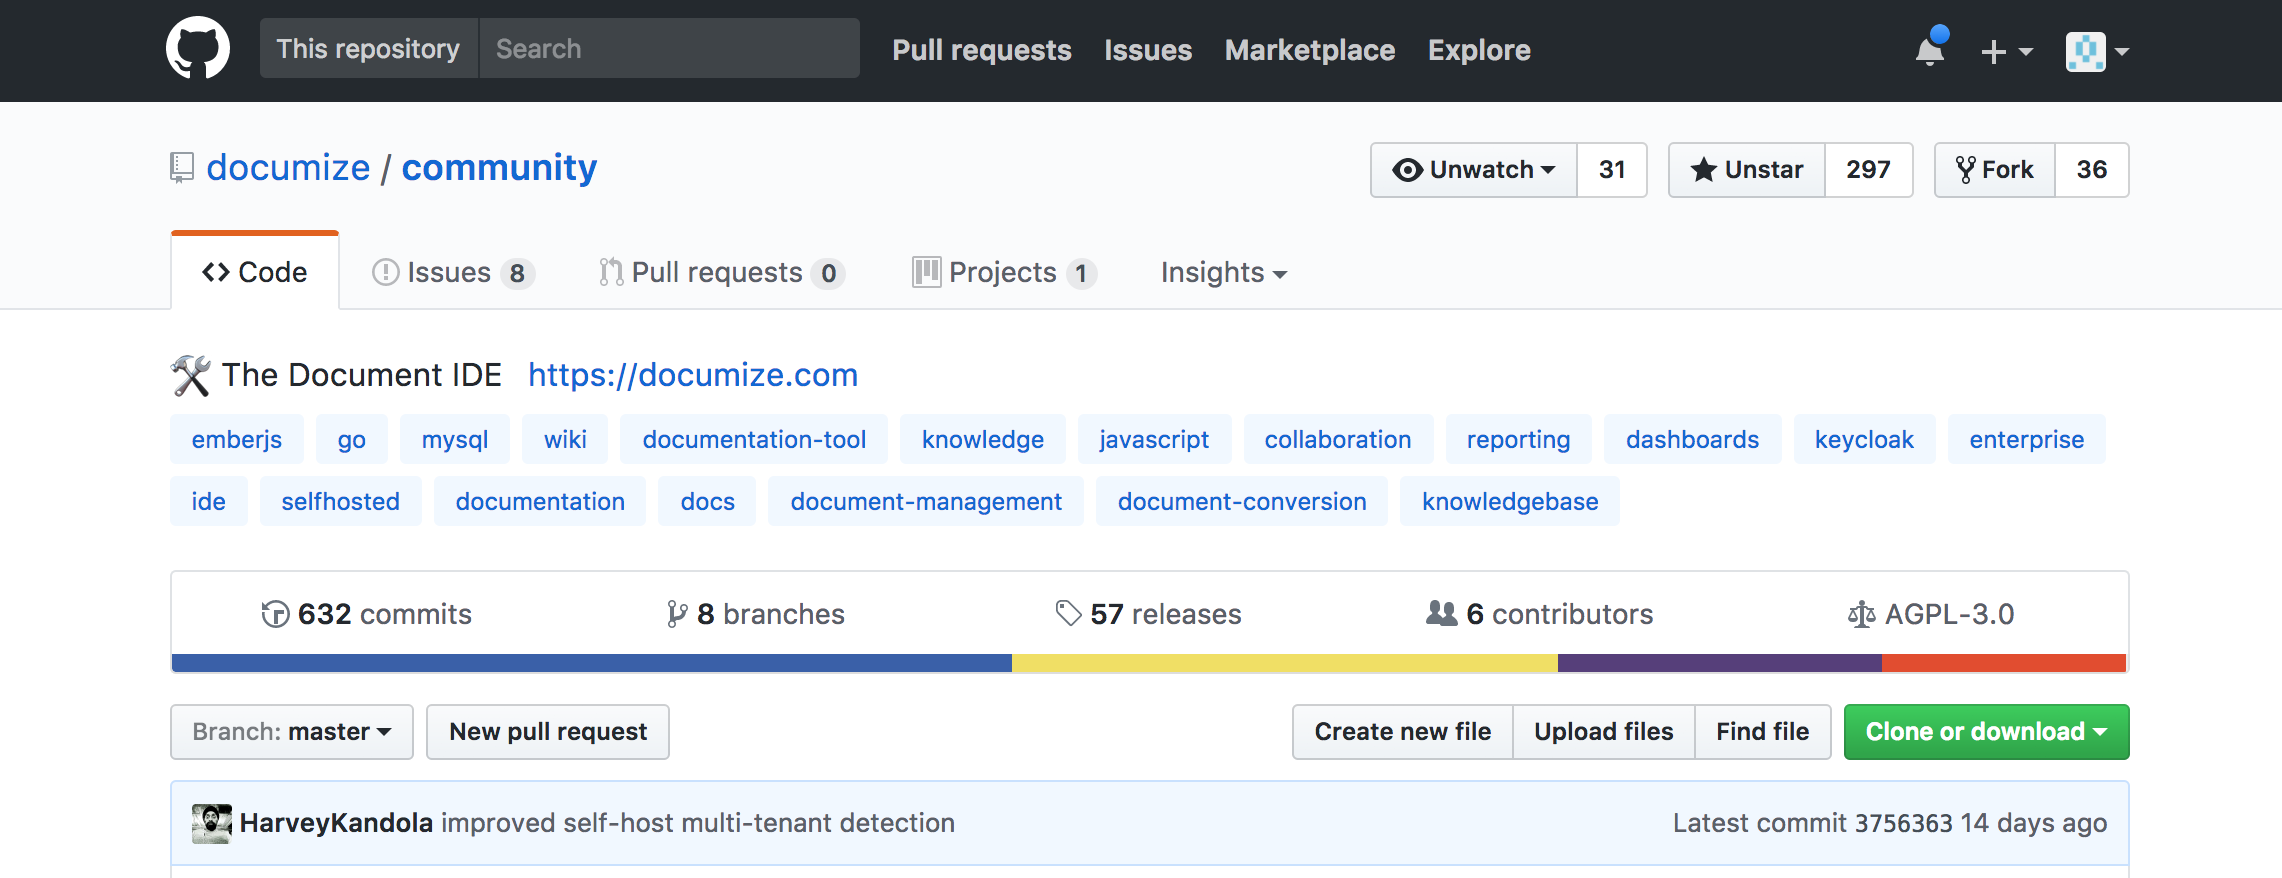 This repository Search Pull requests Issues Marketplace Explore
documize / community Unwatch 31 Unstar 297 Fork 36
Code Issues 8 Pull requests 0 Projects 1 Insights
The Document IDE https://documize.com
emberjs go mysql wiki documentation-tool knowledge javascript collaboration reporting dashboards keycloak enterprise
ide selfhosted documentation docs document-management document-conversion knowledgebase
632 commits 8 branches 57 releases 6 contributors AGPL-3.0
Branch: master New pull request Create new file Upload files Find file Clone or download
HarveyKandola improved self-host multi-tenant detection Latest commit 3756363 14 days ago